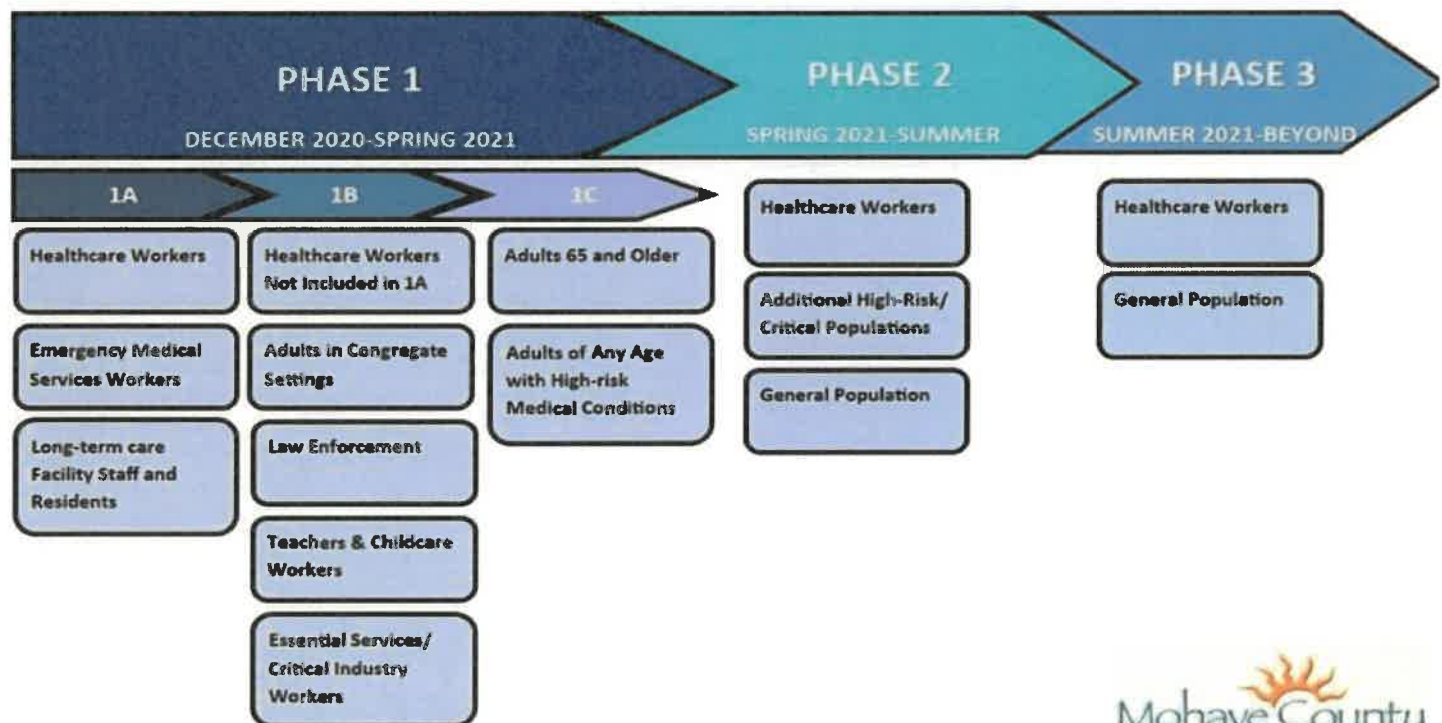 PHASE 1
DECEMBER 2020-SPRING 2021
PHASE 2
SPRING 2021-SUMMER
PHASE 3
SUMMER 2021-BEYOND
1A
1B
1C
Healthcare Workers
Emergency Medical
Services Workers
Long-term care
Facility Staff and
Residents
Healthcare Workers
Not Included in 1A
Adults in Congregate
Settings
Law Enforcement
Teachers & Childcare
Workers
Essential Services/
Critical Industry
Workers
Adults 65 and Older
Adults of Any Age
with High-risk
Medical Conditions
Healthcare Workers
Additional High-Risk/
Critical Populations
General Population
Healthcare Workers
General Population
Mohave County